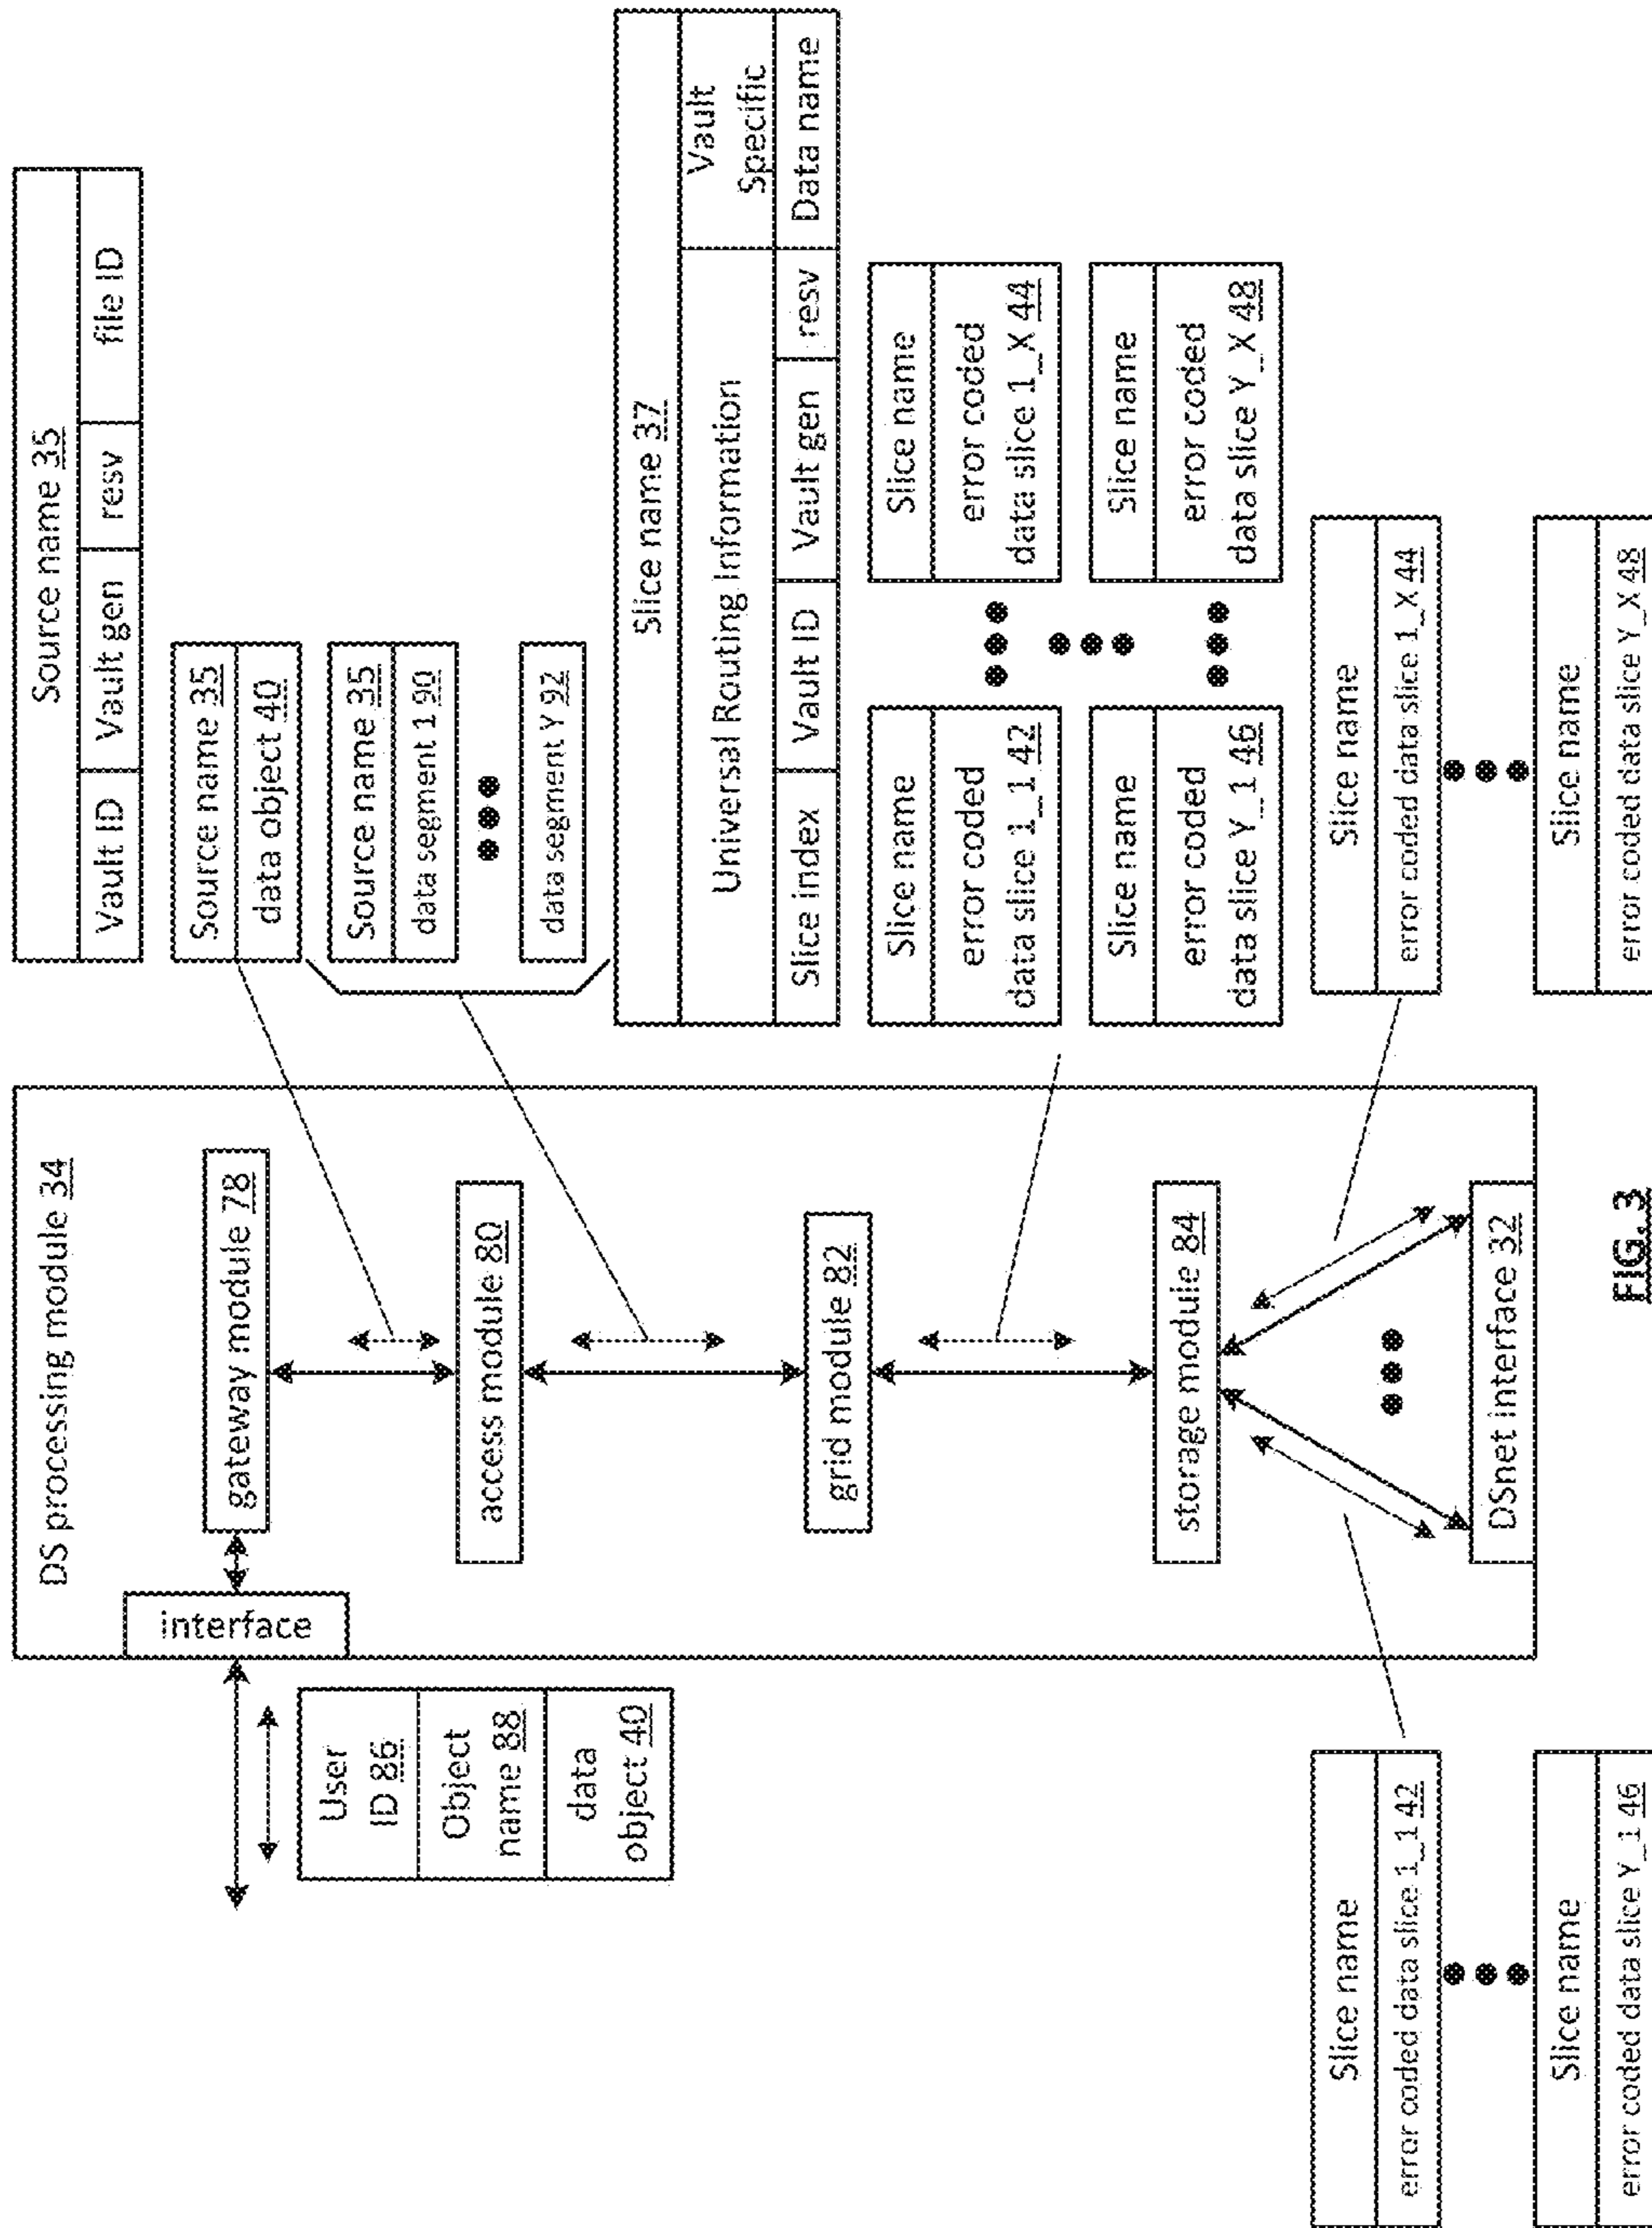 DS processing module 34
interface
gateway module 78
access module 80
grid module 82
storage module 84
DSnet interface 32
User
ID 86
Object
name 88
data
object 40
Source name 35
Vault ID
Vault gen
resv
file ID
Source name 35
data object 40
Source name 35
data segment 1 90
data segment Y 92
Slice name 37
Universal Routing Information
Vault
Specific
Slice index
Vault ID
Vault gen
resv
Data name
Slice name
error coded
data slice 1_1 42
Slice name
error coded
data slice 1_X 44
Slice name
error coded
data slice Y_1 46
Slice name
error coded
data slice Y_X 48
Slice name
error coded data slice 1_1 42
Slice name
error coded data slice Y_1 46
Slice name
error coded data slice 1_X 44
Slice name
error coded data slice Y_X 48
FIG. 3